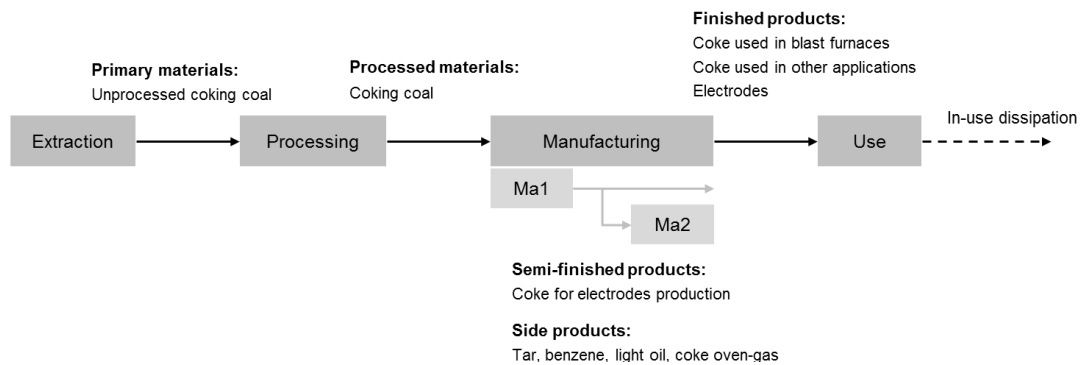 Finished products:
Coke used in blast furnaces
Coke used in other applications
Electrodes
Primary materials:
Unprocessed coking coal
Processed materials:
Coking coal
Extraction
Processing
Manufacturing
Use
In-use dissipation
Ma1
Ma2
Semi-finished products:
Coke for electrodes production
Side products:
Tar, benzene, light oil, coke oven-gas